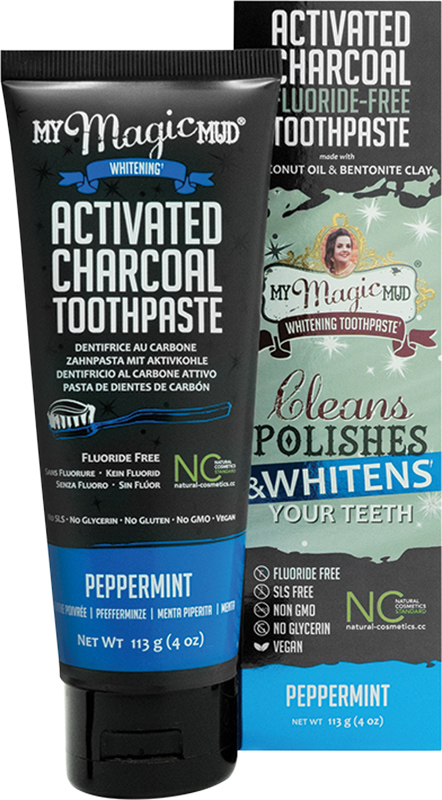 MY Magic MUD®
WHITENING†
ACTIVATED
CHARCOAL
TOOTHPASTE
DENTIFRICE AU CARBONE
ZAHNPASTA MIT AKTIVKOHLE
DENTIFRICIO AL CARBONE ATTIVO
PASTA DE DIENTES DE CARBÓN
FLUORIDE FREE
SANS FLUORURE · KEIN FLUORID
SENZA FLUORO · SIN FLÚOR
NC NATURAL COSMETICS STANDARD
natural-cosmetics.cc
NO SLS · NO GLYCERIN · NO GLUTEN · NO GMO · VEGAN
PEPPERMINT
POIVRÉE | PFEFFERMINZE | MENTA PIPERITA | MENTA
NET WT 113 g (4 oz)
ACTIVATED
CHARCOAL
FLUORIDE-FREE
TOOTHPASTE
made with
CONUT OIL & BENTONITE CLAY
MY Magic MUD®
WHITENING TOOTHPASTE†
Cleans
POLISHES
&WHITENS†
YOUR TEETH
FLUORIDE FREE
SLS FREE
NON GMO
NO GLYCERIN
VEGAN
NC NATURAL COSMETICS STANDARD
natural-cosmetics.cc
PEPPERMINT
NET WT 113 g (4 oz)